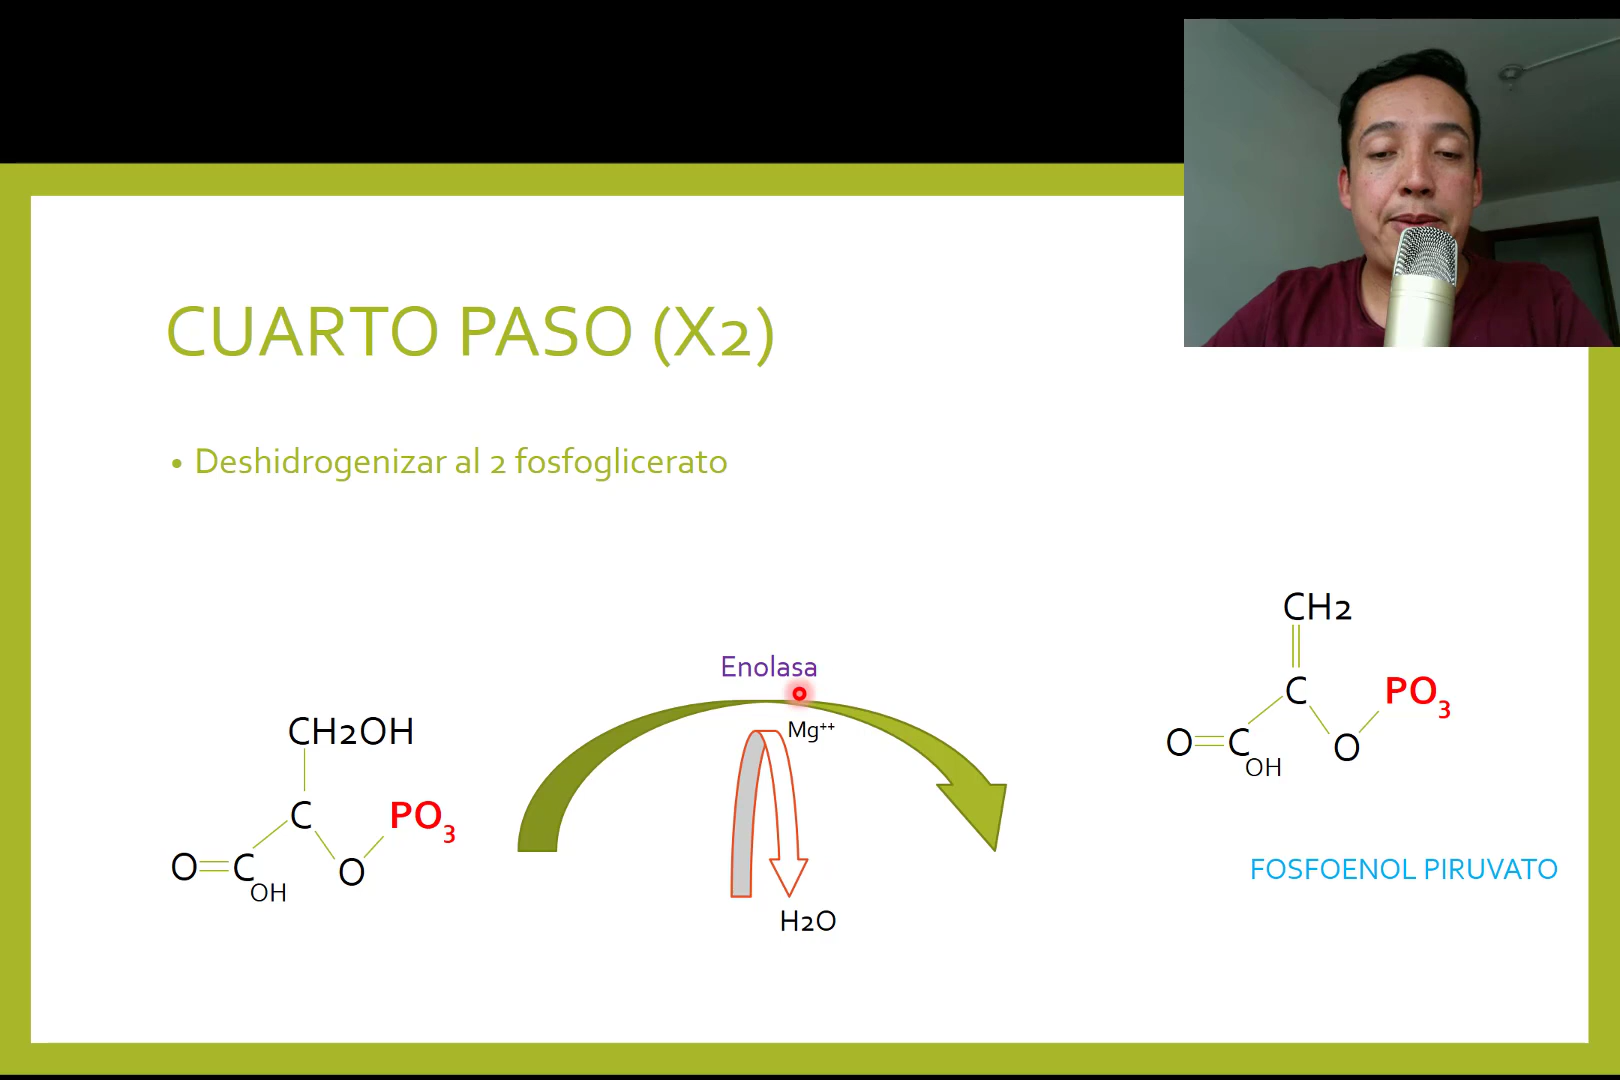 CUARTO PASO (X2)
• Deshidrogenizar al 2 fosfoglicerato
Enolasa
Mg⁺⁺
H2O
CH2OH
C
PO₃
O=C
OH
O
CH2
C
PO₃
O=C
OH
O
FOSFOENOL PIRUVATO